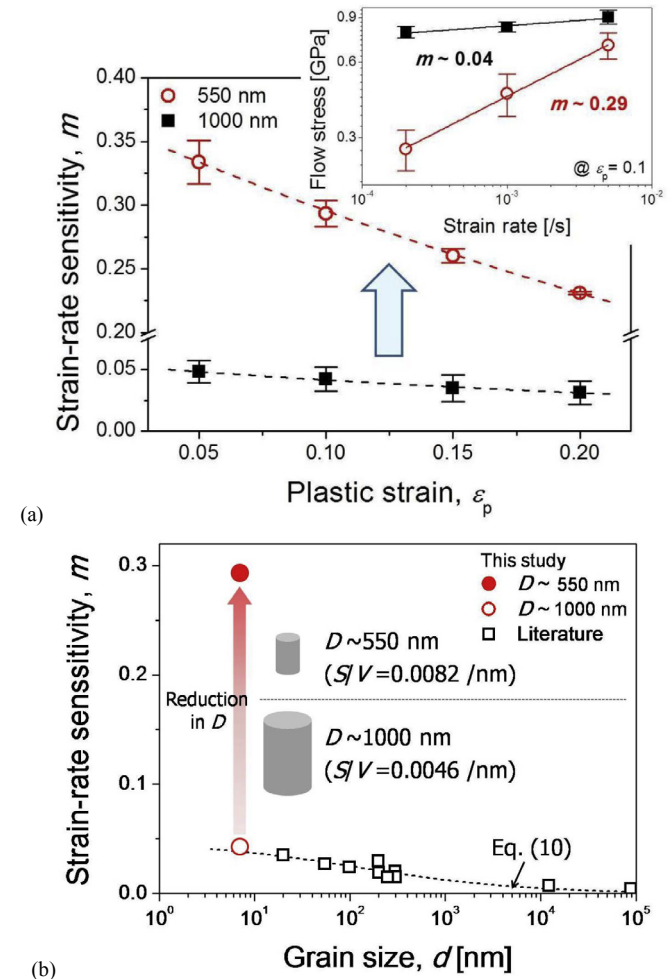 (a)
Strain-rate sensitivity, m
0.40
0.35
0.30
0.25
0.20
0.05
0.00
550 nm
1000 nm
0.05 0.10 0.15 0.20
Plastic strain, εp
Flow stress [GPa]
0.9
0.6
0.3
m ~ 0.04
m ~ 0.29
@ εp = 0.1
10⁻⁴ 10⁻³ 10⁻²
Strain rate [/s]
(b)
Strain-rate senssitivity, m
0.3
0.2
0.1
0.0
This study
D ~ 550 nm
D ~ 1000 nm
Literature
D ~550 nm
(S/V =0.0082 /nm)
Reduction
in D
D ~1000 nm
(S/V =0.0046 /nm)
Eq. (10)
10⁰ 10¹ 10² 10³ 10⁴ 10⁵
Grain size, d [nm]